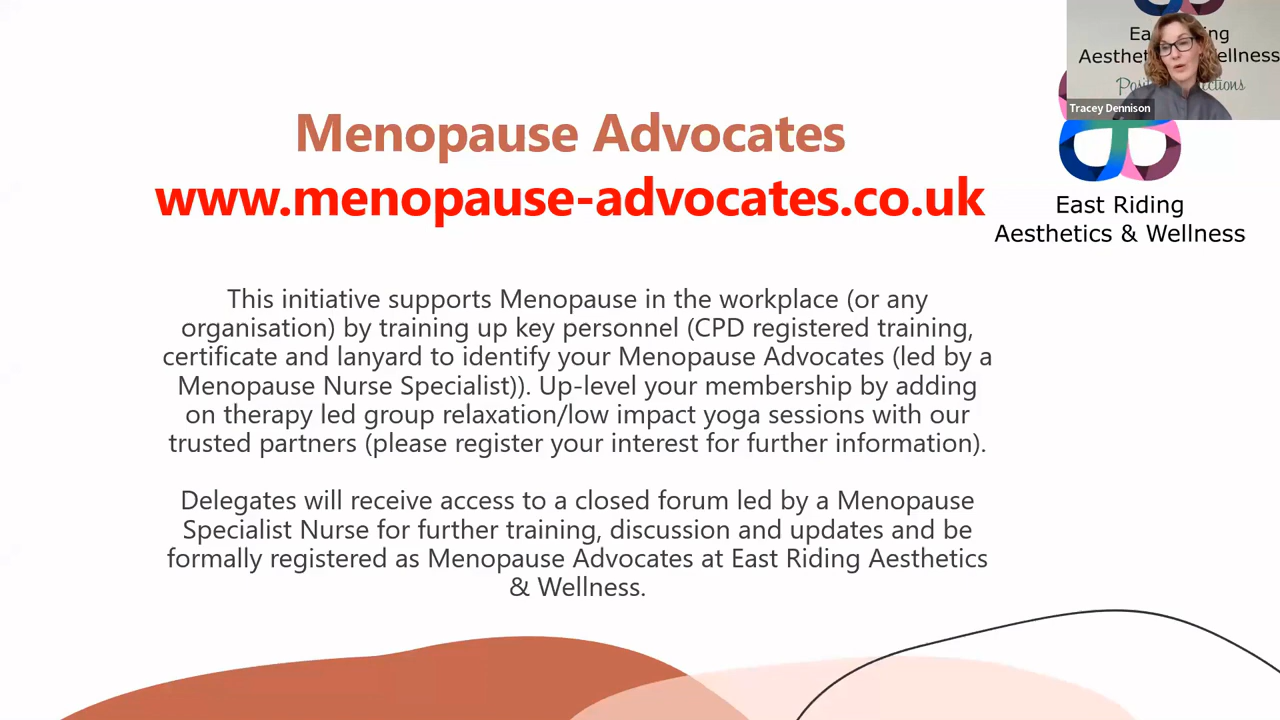 Menopause Advocates
www.menopause-advocates.co.uk
This initiative supports Menopause in the workplace (or any
organisation) by training up key personnel (CPD registered training,
certificate and lanyard to identify your Menopause Advocates (led by a
Menopause Nurse Specialist)). Up-level your membership by adding
on therapy led group relaxation/low impact yoga sessions with our
trusted partners (please register your interest for further information).
Delegates will receive access to a closed forum led by a Menopause
Specialist Nurse for further training, discussion and updates and be
formally registered as Menopause Advocates at East Riding Aesthetics
& Wellness.
Tracey Dennison
East Riding
Aesthetics & Wellness